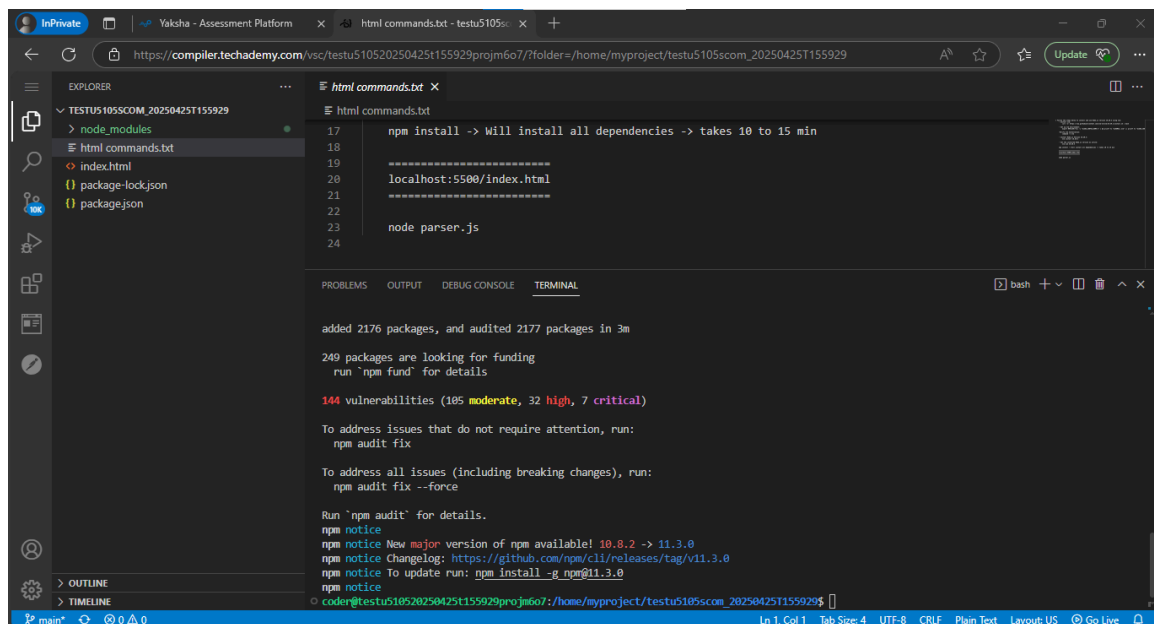 InPrivate
Yaksha - Assessment Platform
html commands.txt - testu5105sc
https://compiler.techademy.com/vsc/testu510520250425t155929projm6o7/?folder=/home/myproject/testu5105scom_20250425T155929
Update
EXPLORER
TESTU5105SCOM_20250425T155929
node_modules
html commands.txt
index.html
package-lock.json
package.json
10K
OUTLINE
TIMELINE
html commands.txt
html commands.txt
17 npm install -> Will install all dependencies -> takes 10 to 15 min
18
19 =========================
20 localhost:5500/index.html
21 =========================
22
23 node parser.js
24
PROBLEMS OUTPUT DEBUG CONSOLE TERMINAL
bash
added 2176 packages, and audited 2177 packages in 3m
249 packages are looking for funding
run `npm fund` for details
144 vulnerabilities (105 moderate, 32 high, 7 critical)
To address issues that do not require attention, run:
npm audit fix
To address all issues (including breaking changes), run:
npm audit fix --force
Run `npm audit` for details.
npm notice
npm notice New major version of npm available! 10.8.2 -> 11.3.0
npm notice Changelog: https://github.com/npm/cli/releases/tag/v11.3.0
npm notice To update run: npm install -g npm@11.3.0
npm notice
coder@testu510520250425t155929projm6o7:/home/myproject/testu5105scom_20250425T155929$
main* 0 0 Ln 1, Col 1 Tab Size: 4 UTF-8 CRLF Plain Text Layout: US Go Live